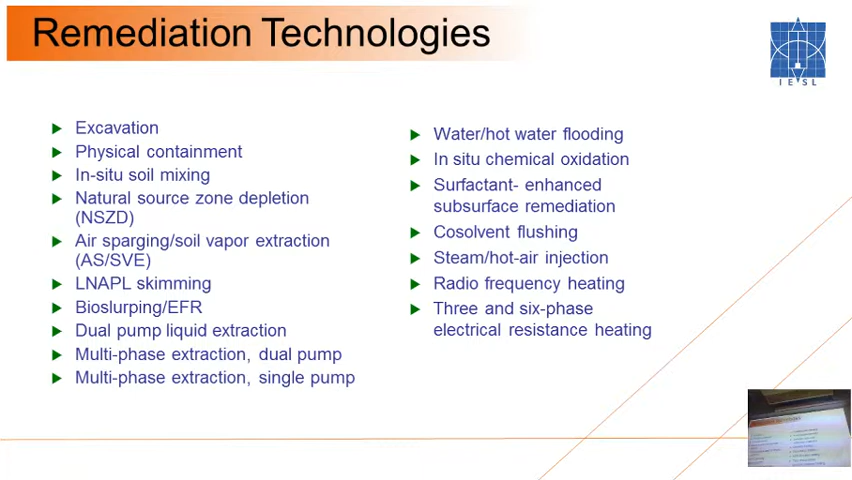 Remediation Technologies
I E S L
Excavation
Physical containment
In-situ soil mixing
Natural source zone depletion
(NSZD)
Air sparging/soil vapor extraction
(AS/SVE)
LNAPL skimming
Bioslurping/EFR
Dual pump liquid extraction
Multi-phase extraction, dual pump
Multi-phase extraction, single pump
Water/hot water flooding
In situ chemical oxidation
Surfactant- enhanced
subsurface remediation
Cosolvent flushing
Steam/hot-air injection
Radio frequency heating
Three and six-phase
electrical resistance heating